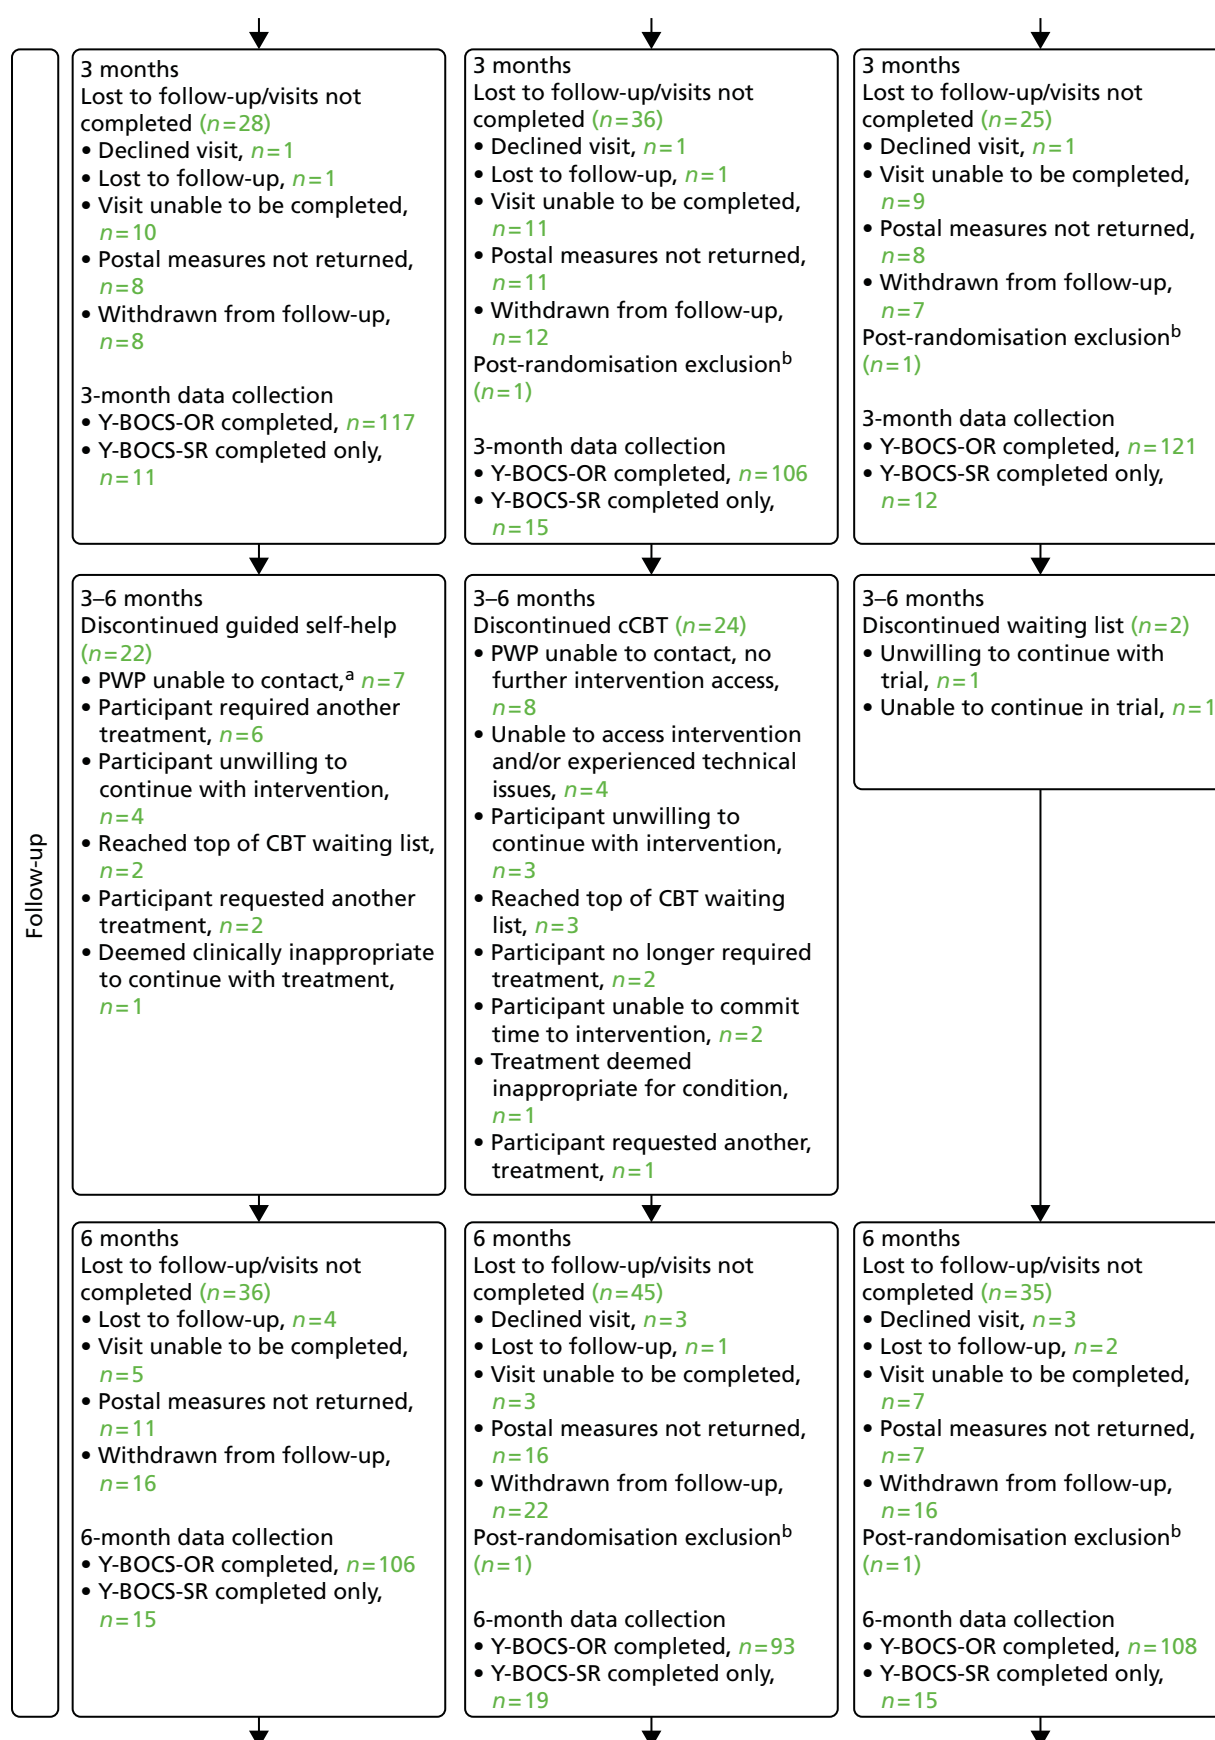 Follow-up
3 months
Lost to follow-up/visits not
completed (n=28)
• Declined visit, n=1
• Lost to follow-up, n=1
• Visit unable to be completed,
n=10
• Postal measures not returned,
n=8
• Withdrawn from follow-up,
n=8
3-month data collection
• Y-BOCS-OR completed, n=117
• Y-BOCS-SR completed only,
n=11
3 months
Lost to follow-up/visits not
completed (n=36)
• Declined visit, n=1
• Lost to follow-up, n=1
• Visit unable to be completed,
n=11
• Postal measures not returned,
n=11
• Withdrawn from follow-up,
n=12
Post-randomisation exclusionᵇ
(n=1)
3-month data collection
• Y-BOCS-OR completed, n=106
• Y-BOCS-SR completed only,
n=15
3 months
Lost to follow-up/visits not
completed (n=25)
• Declined visit, n=1
• Visit unable to be completed,
n=9
• Postal measures not returned,
n=8
• Withdrawn from follow-up,
n=7
Post-randomisation exclusionᵇ
(n=1)
3-month data collection
• Y-BOCS-OR completed, n=121
• Y-BOCS-SR completed only,
n=12
3–6 months
Discontinued guided self-help
(n=22)
• PWP unable to contact,ᵃ n=7
• Participant required another
treatment, n=6
• Participant unwilling to
continue with intervention,
n=4
• Reached top of CBT waiting list,
n=2
• Participant requested another
treatment, n=2
• Deemed clinically inappropriate
to continue with treatment,
n=1
3–6 months
Discontinued cCBT (n=24)
• PWP unable to contact, no
further intervention access,
n=8
• Unable to access intervention
and/or experienced technical
issues, n=4
• Participant unwilling to
continue with intervention,
n=3
• Reached top of CBT waiting
list, n=3
• Participant no longer required
treatment, n=2
• Participant unable to commit
time to intervention, n=2
• Treatment deemed
inappropriate for condition,
n=1
• Participant requested another,
treatment, n=1
3–6 months
Discontinued waiting list (n=2)
• Unwilling to continue with
trial, n=1
• Unable to continue in trial, n=1
6 months
Lost to follow-up/visits not
completed (n=36)
• Lost to follow-up, n=4
• Visit unable to be completed,
n=5
• Postal measures not returned,
n=11
• Withdrawn from follow-up,
n=16
6-month data collection
• Y-BOCS-OR completed, n=106
• Y-BOCS-SR completed only,
n=15
6 months
Lost to follow-up/visits not
completed (n=45)
• Declined visit, n=3
• Lost to follow-up, n=1
• Visit unable to be completed,
n=3
• Postal measures not returned,
n=16
• Withdrawn from follow-up,
n=22
Post-randomisation exclusionᵇ
(n=1)
6-month data collection
• Y-BOCS-OR completed, n=93
• Y-BOCS-SR completed only,
n=19
6 months
Lost to follow-up/visits not
completed (n=35)
• Declined visit, n=3
• Lost to follow-up, n=2
• Visit unable to be completed,
n=7
• Postal measures not returned,
n=7
• Withdrawn from follow-up,
n=16
Post-randomisation exclusionᵇ
(n=1)
6-month data collection
• Y-BOCS-OR completed, n=108
• Y-BOCS-SR completed only,
n=15